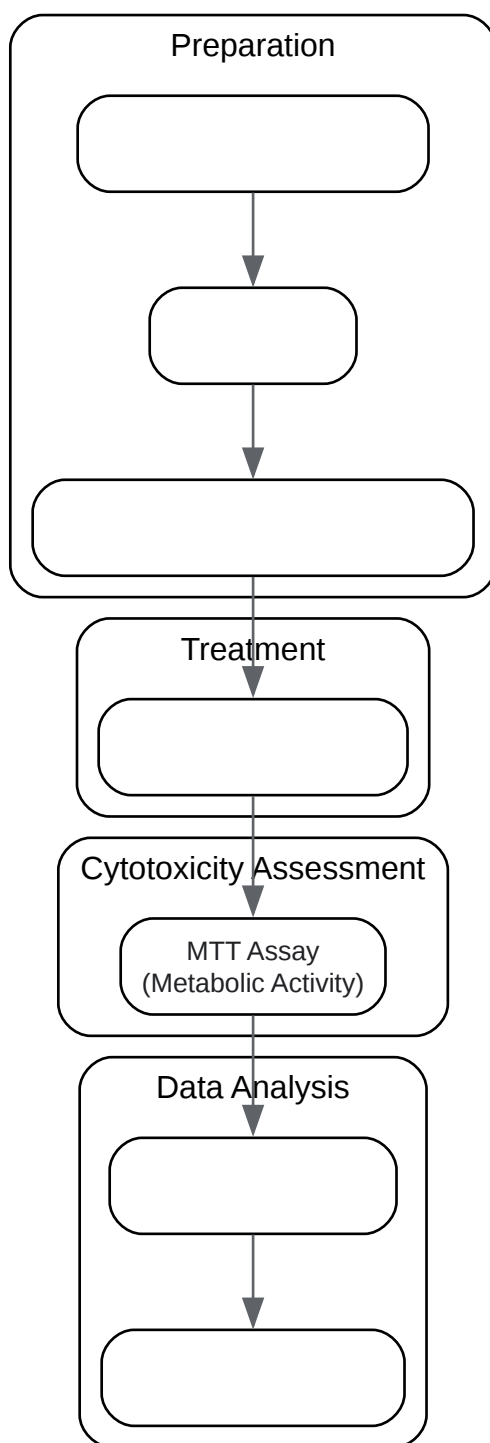 Preparation
Treatment
Cytotoxicity Assessment
MTT Assay
(Metabolic Activity)
Data Analysis